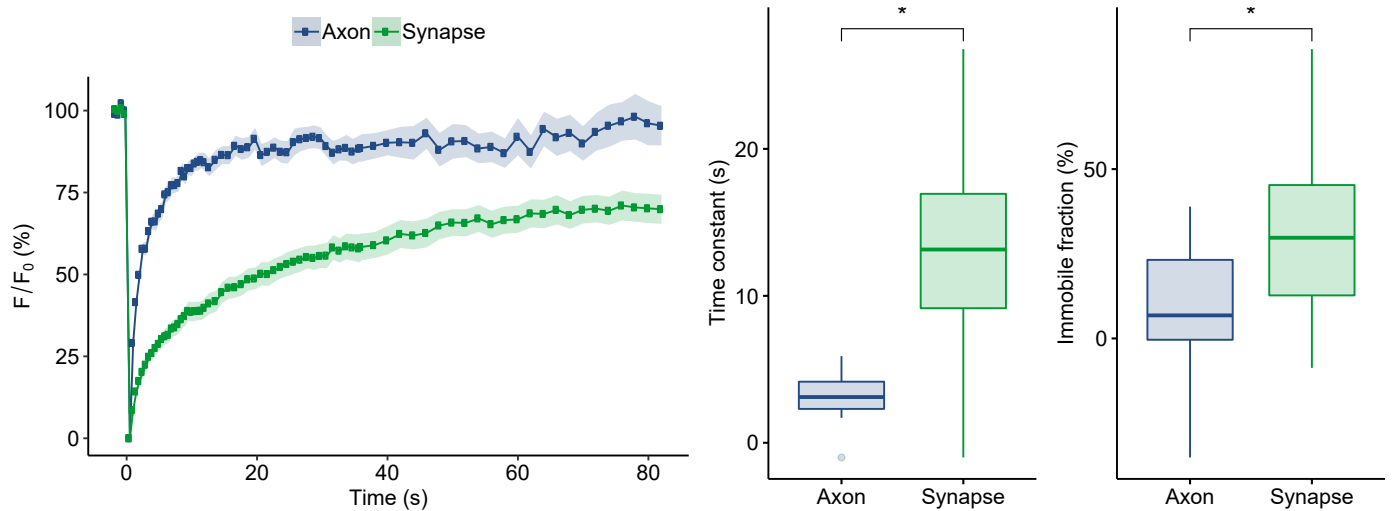 Axon Synapse
F/F0 (%)
100
75
50
25
0
0 20 40 60 80
Time (s)
*
Time constant (s)
20
10
0
Axon Synapse
*
Immobile fraction (%)
50
0
Axon Synapse